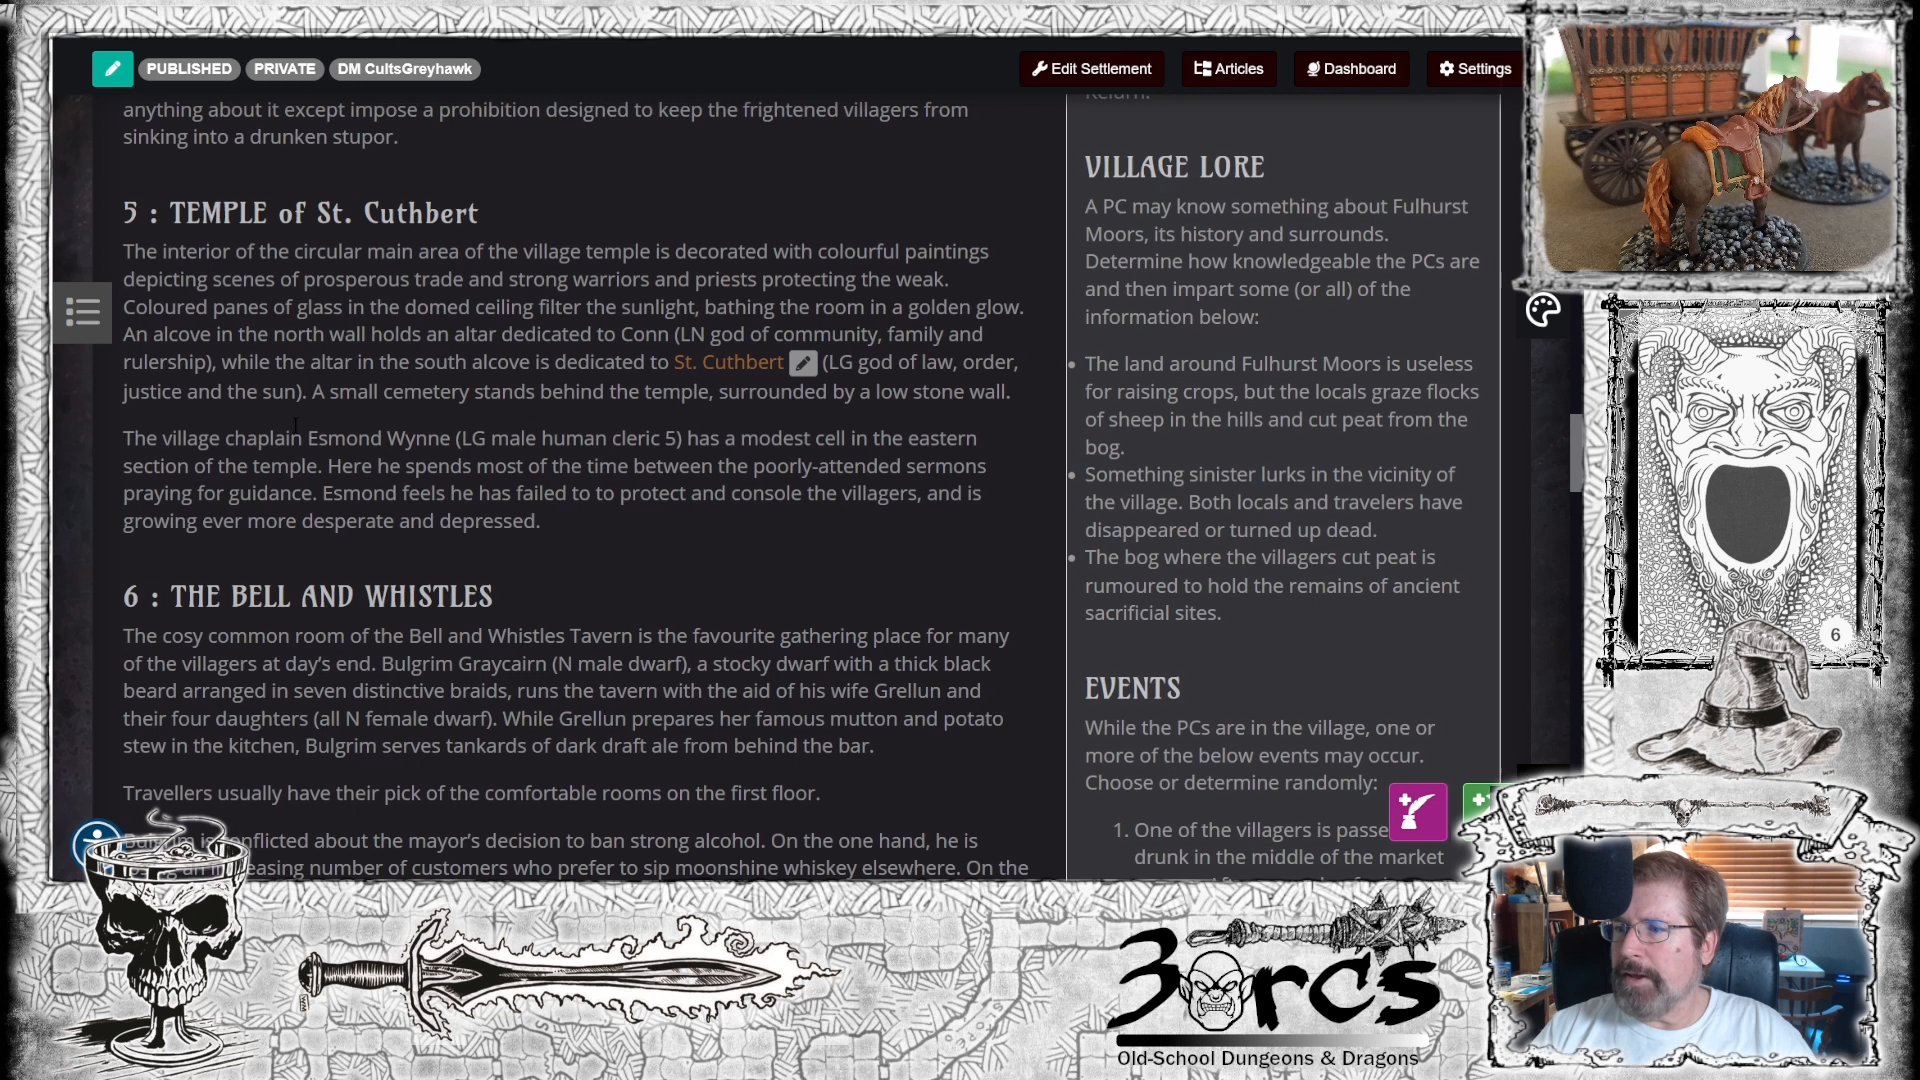 PUBLISHED
PRIVATE
DM CultsGreyhawk
Edit Settlement
Articles
Dashboard
Settings
anything about it except impose a prohibition designed to keep the frightened villagers from
sinking into a drunken stupor.
5 : TEMPLE of St. Cuthbert
The interior of the circular main area of the village temple is decorated with colourful paintings
depicting scenes of prosperous trade and strong warriors and priests protecting the weak.
Coloured panes of glass in the domed ceiling filter the sunlight, bathing the room in a golden glow.
An alcove in the north wall holds an altar dedicated to Conn (LN god of community, family and
rulership), while the altar in the south alcove is dedicated to St. Cuthbert (LG god of law, order,
justice and the sun). A small cemetery stands behind the temple, surrounded by a low stone wall.
The village chaplain Esmond Wynne (LG male human cleric 5) has a modest cell in the eastern
section of the temple. Here he spends most of the time between the poorly-attended sermons
praying for guidance. Esmond feels he has failed to to protect and console the villagers, and is
growing ever more desperate and depressed.
6 : THE BELL AND WHISTLES
The cosy common room of the Bell and Whistles Tavern is the favourite gathering place for many
of the villagers at day's end. Bulgrim Graycairn (N male dwarf), a stocky dwarf with a thick black
beard arranged in seven distinctive braids, runs the tavern with the aid of his wife Grellun and
their four daughters (all N female dwarf). While Grellun prepares her famous mutton and potato
stew in the kitchen, Bulgrim serves tankards of dark draft ale from behind the bar.
Travellers usually have their pick of the comfortable rooms on the first floor.
conflicted about the mayor's decision to ban strong alcohol. On the one hand, he is
number of customers who prefer to sip moonshine whiskey elsewhere. On the
VILLAGE LORE
A PC may know something about Fulhurst
Moors, its history and surrounds.
Determine how knowledgeable the PCs are
and then impart some (or all) of the
information below:
The land around Fulhurst Moors is useless
for raising crops, but the locals graze flocks
of sheep in the hills and cut peat from the
bog.
Something sinister lurks in the vicinity of
the village. Both locals and travelers have
disappeared or turned up dead.
The bog where the villagers cut peat is
rumoured to hold the remains of ancient
sacrificial sites.
EVENTS
While the PCs are in the village, one or
more of the below events may occur.
Choose or determine randomly:
1. One of the villagers is passe
drunk in the middle of the market
6
3 orcs
Old-School Dungeons & Dragons